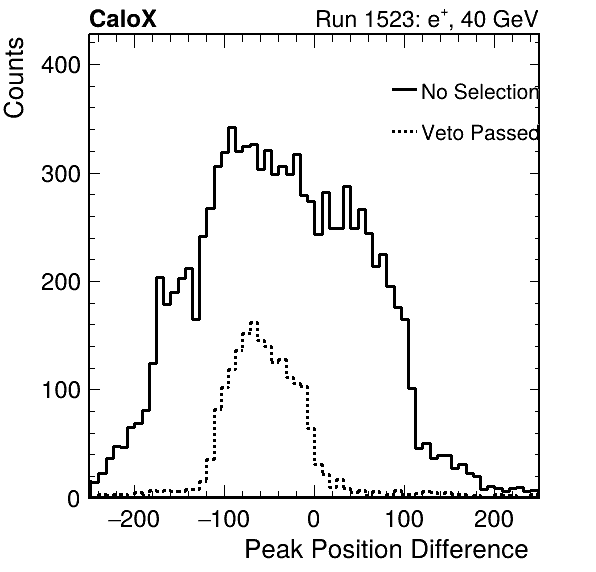 CaloX Run 1523: e⁺, 40 GeV
Counts
400
300
200
100
0
No Selection
Veto Passed
−200 −100 0 100 200
Peak Position Difference